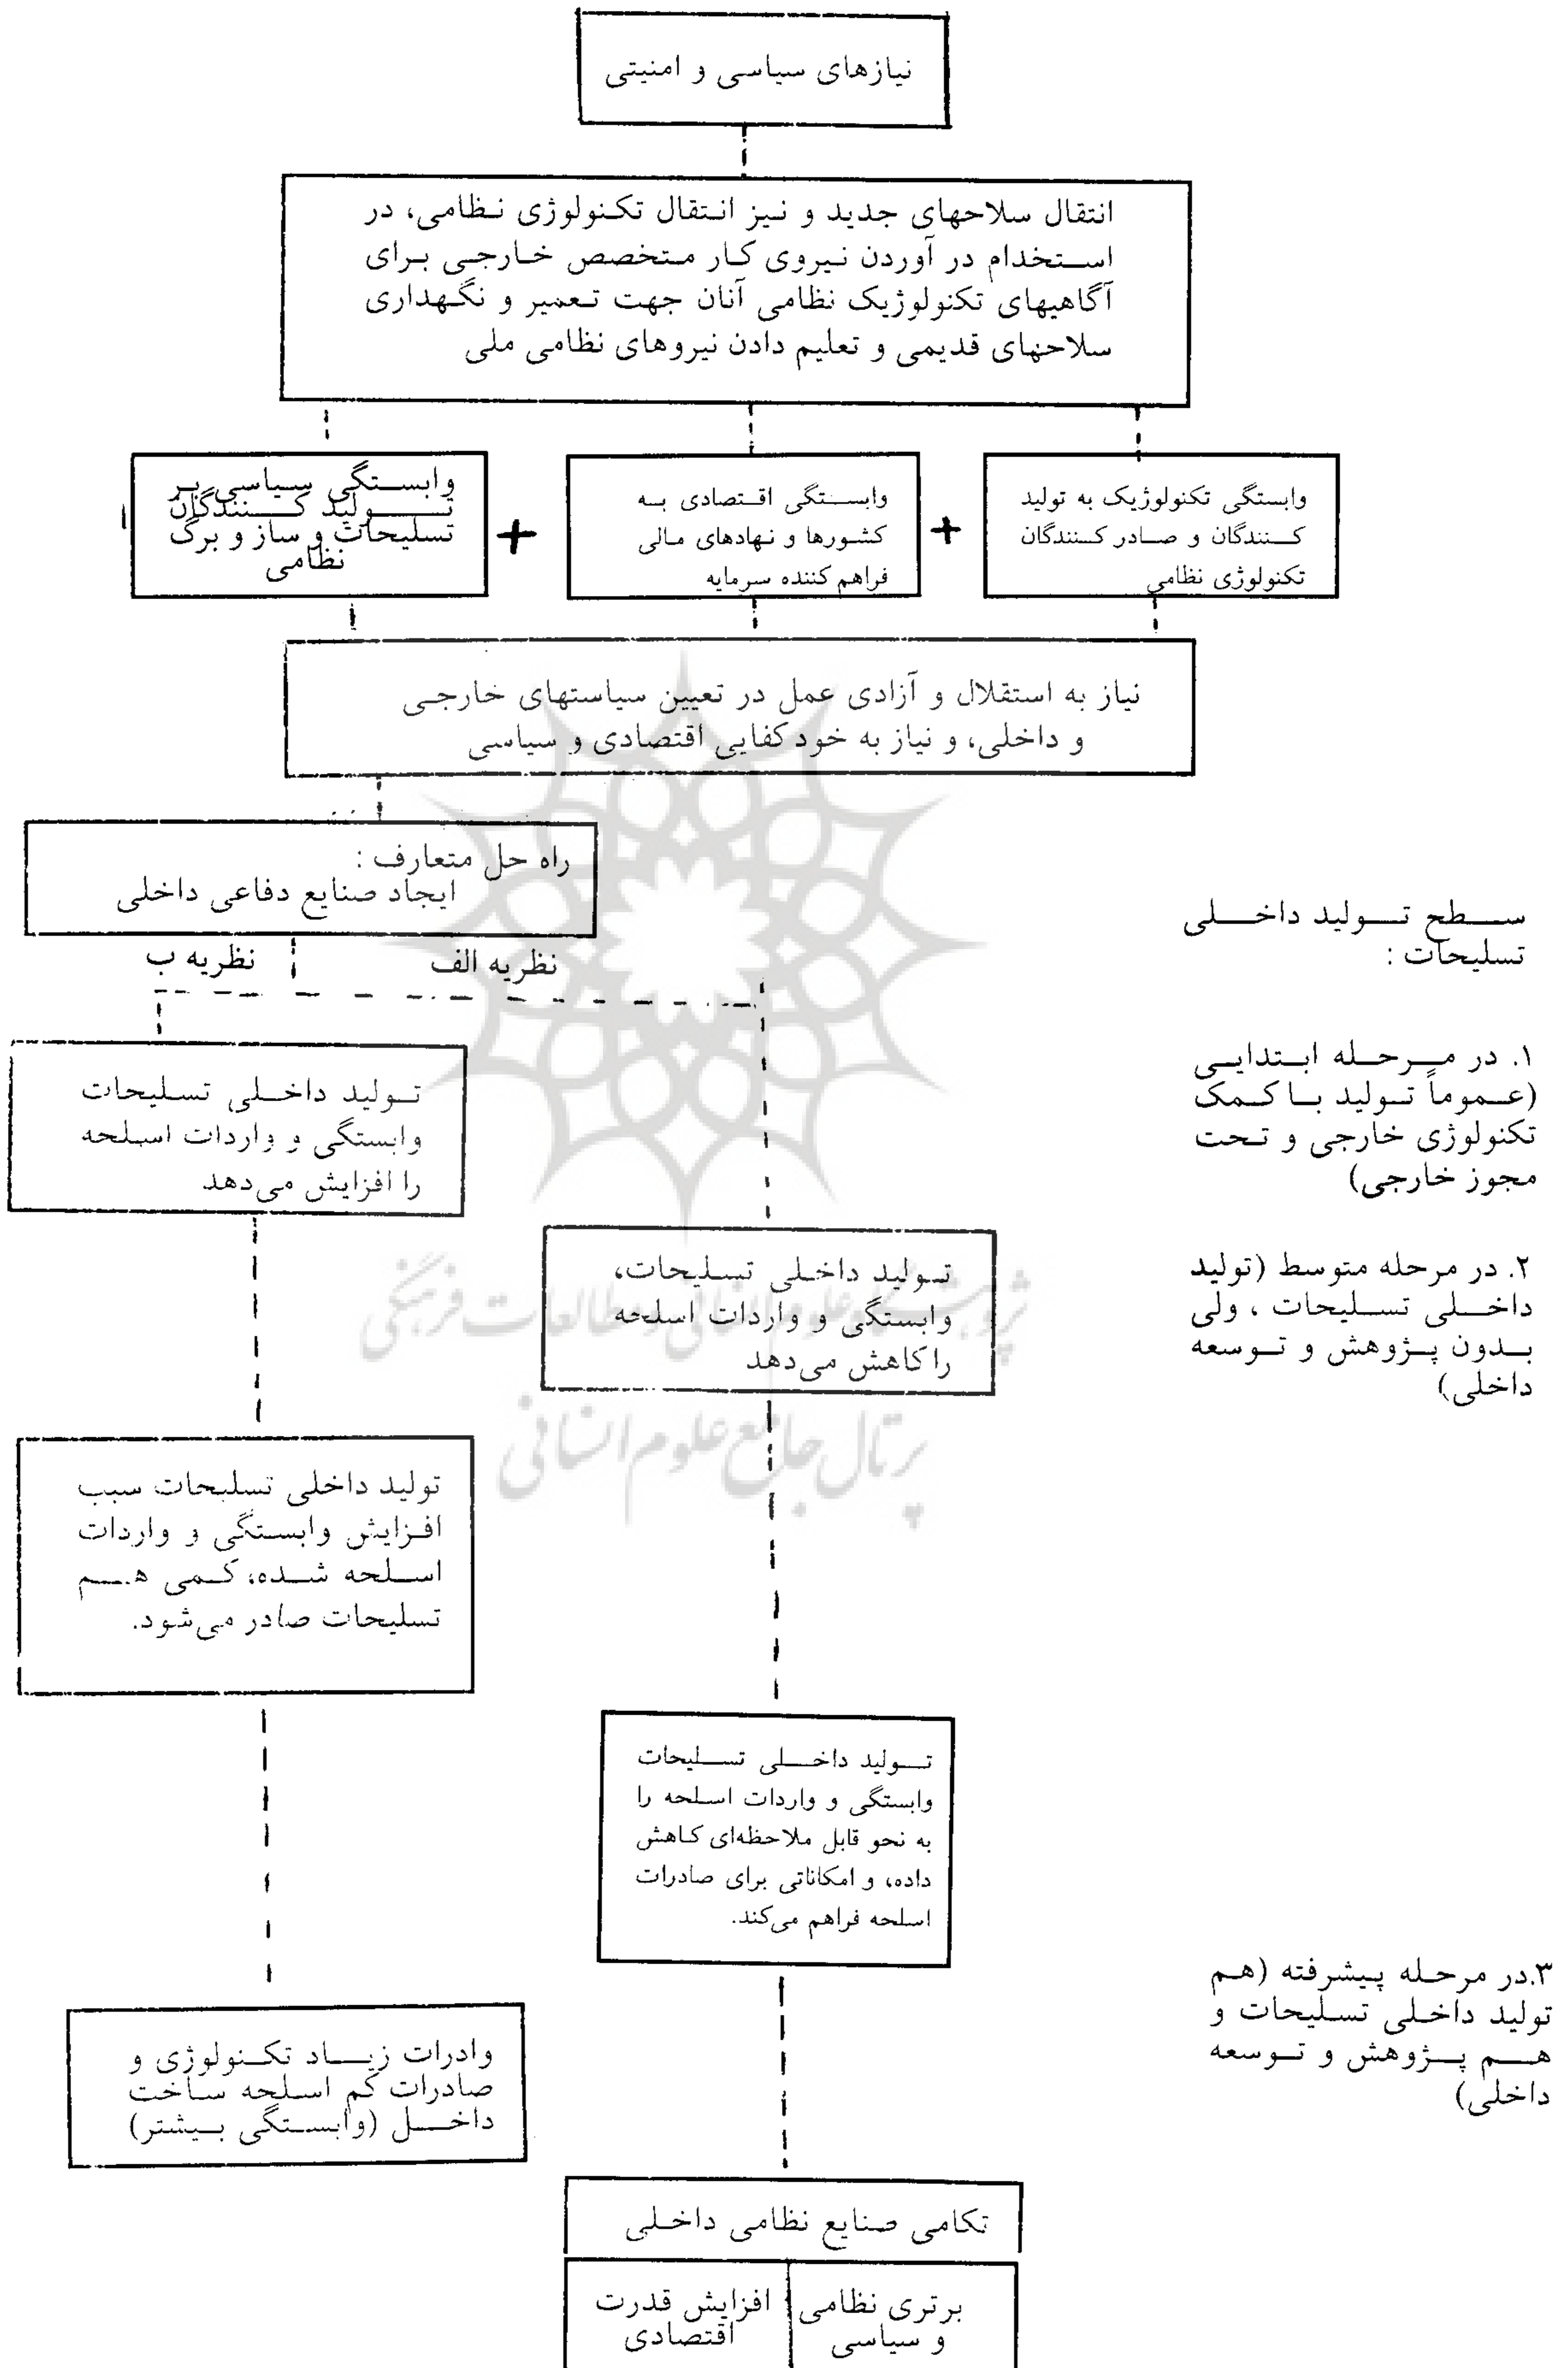 نیازهای سیاسی و امنیتی
انتقال سلاحهای جدید و نیز انتقال تکنولوژی نظامی، در
استخدام در آوردن نیروی کار متخصص خارجی برای
آگاهیهای تکنولوژیک نظامی آنان جهت تعمیر و نگهداری
سلاحهای قدیمی و تعلیم دادن نیروهای نظامی ملی
وابستگی تکنولوژیک به تولید
کنندگان و صادر کنندگان
تکنولوژی نظامی
+
وابستگی اقتصادی به
کشورها و نهادهای مالی
فراهم کننده سرمایه
+
وابستگی سیاسی بر
تولید کنندگان
تسلیحات و ساز و برگ
نظامی
نیاز به استقلال و آزادی عمل در تعیین سیاستهای خارجی
و داخلی، و نیاز به خود کفایی اقتصادی و سیاسی
راه حل متعارف :
ایجاد صنایع دفاعی داخلی
نظریه الف
نظریه ب
سطح تولید داخلی
تسلیحات :
۱. در مرحله ابتدایی
(عموماً تولید با کمک
تکنولوژی خارجی و تحت
مجوز خارجی)
تولید داخلی تسلیحات
وابستگی و واردات اسلحه
را افزایش می‌دهد
۲. در مرحله متوسط (تولید
داخلی تسلیحات ، ولی
بدون پژوهش و توسعه
داخلی)
تولید داخلی تسلیحات،
وابستگی و واردات اسلحه
را کاهش می‌دهد
پژوهشگاه علوم انسانی و مطالعات فرهنگی
پرتال جامع علوم انسانی
تولید داخلی تسلیحات سبب
افزایش وابستگی و واردات
اسلحه شده، کمی هم
تسلیحات صادر می‌شود.
تولید داخلی تسلیحات
وابستگی و واردات اسلحه را
به نحو قابل ملاحظه‌ای کاهش
داده، و امکاناتی برای صادرات
اسلحه فراهم می‌کند.
۳.در مرحله پیشرفته (هم
تولید داخلی تسلیحات و
هم پژوهش و توسعه
داخلی)
وادرات زیاد تکنولوژی و
صادرات کم اسلحه ساخت
داخل (وابستگی بیشتر)
تکامی صنایع نظامی داخلی
برتری نظامی
و سیاسی
افزایش قدرت
اقتصادی